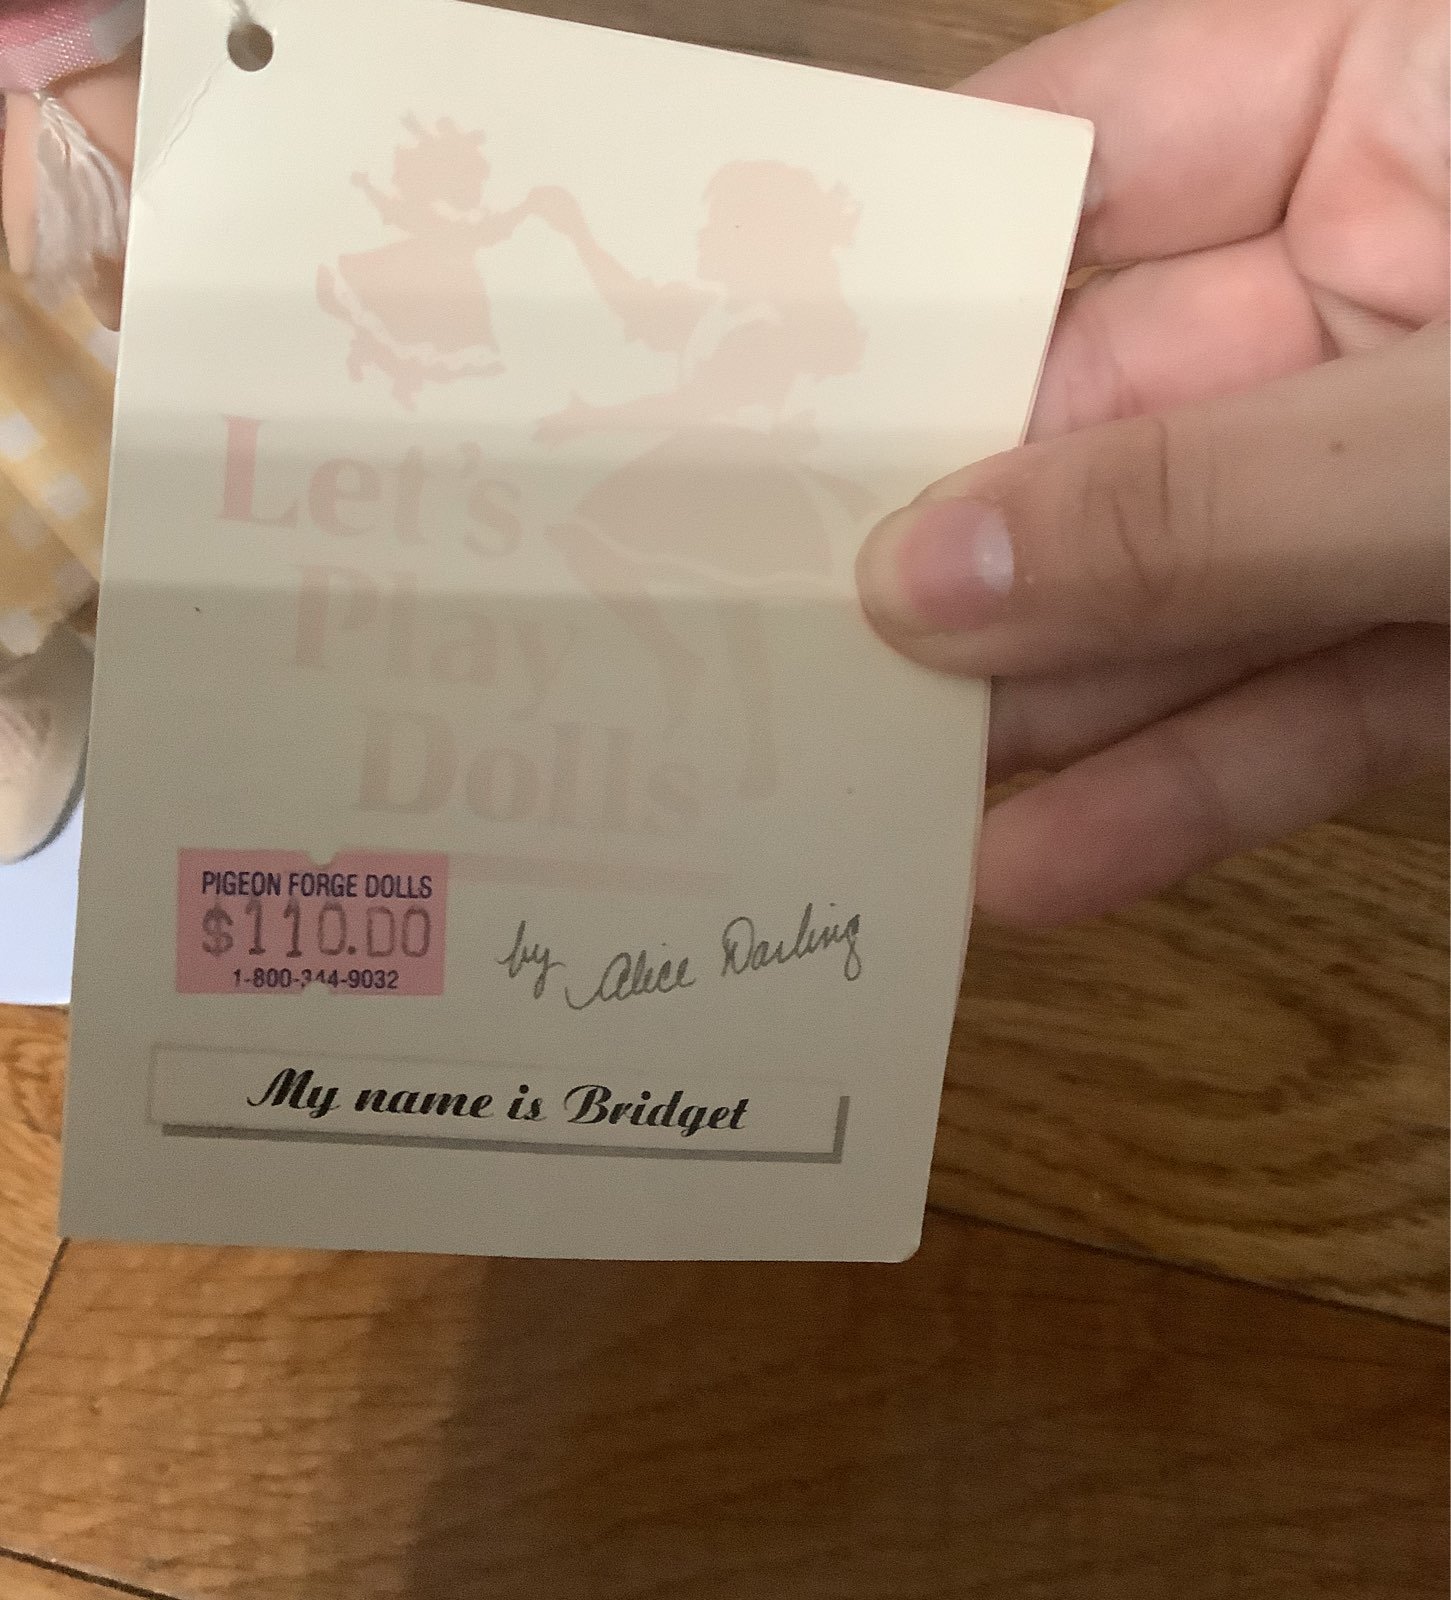 Let's
Play
Dolls
PIGEON FORGE DOLLS
$110.00
1-800-344-9032
by Alice Darling
My name is Bridget